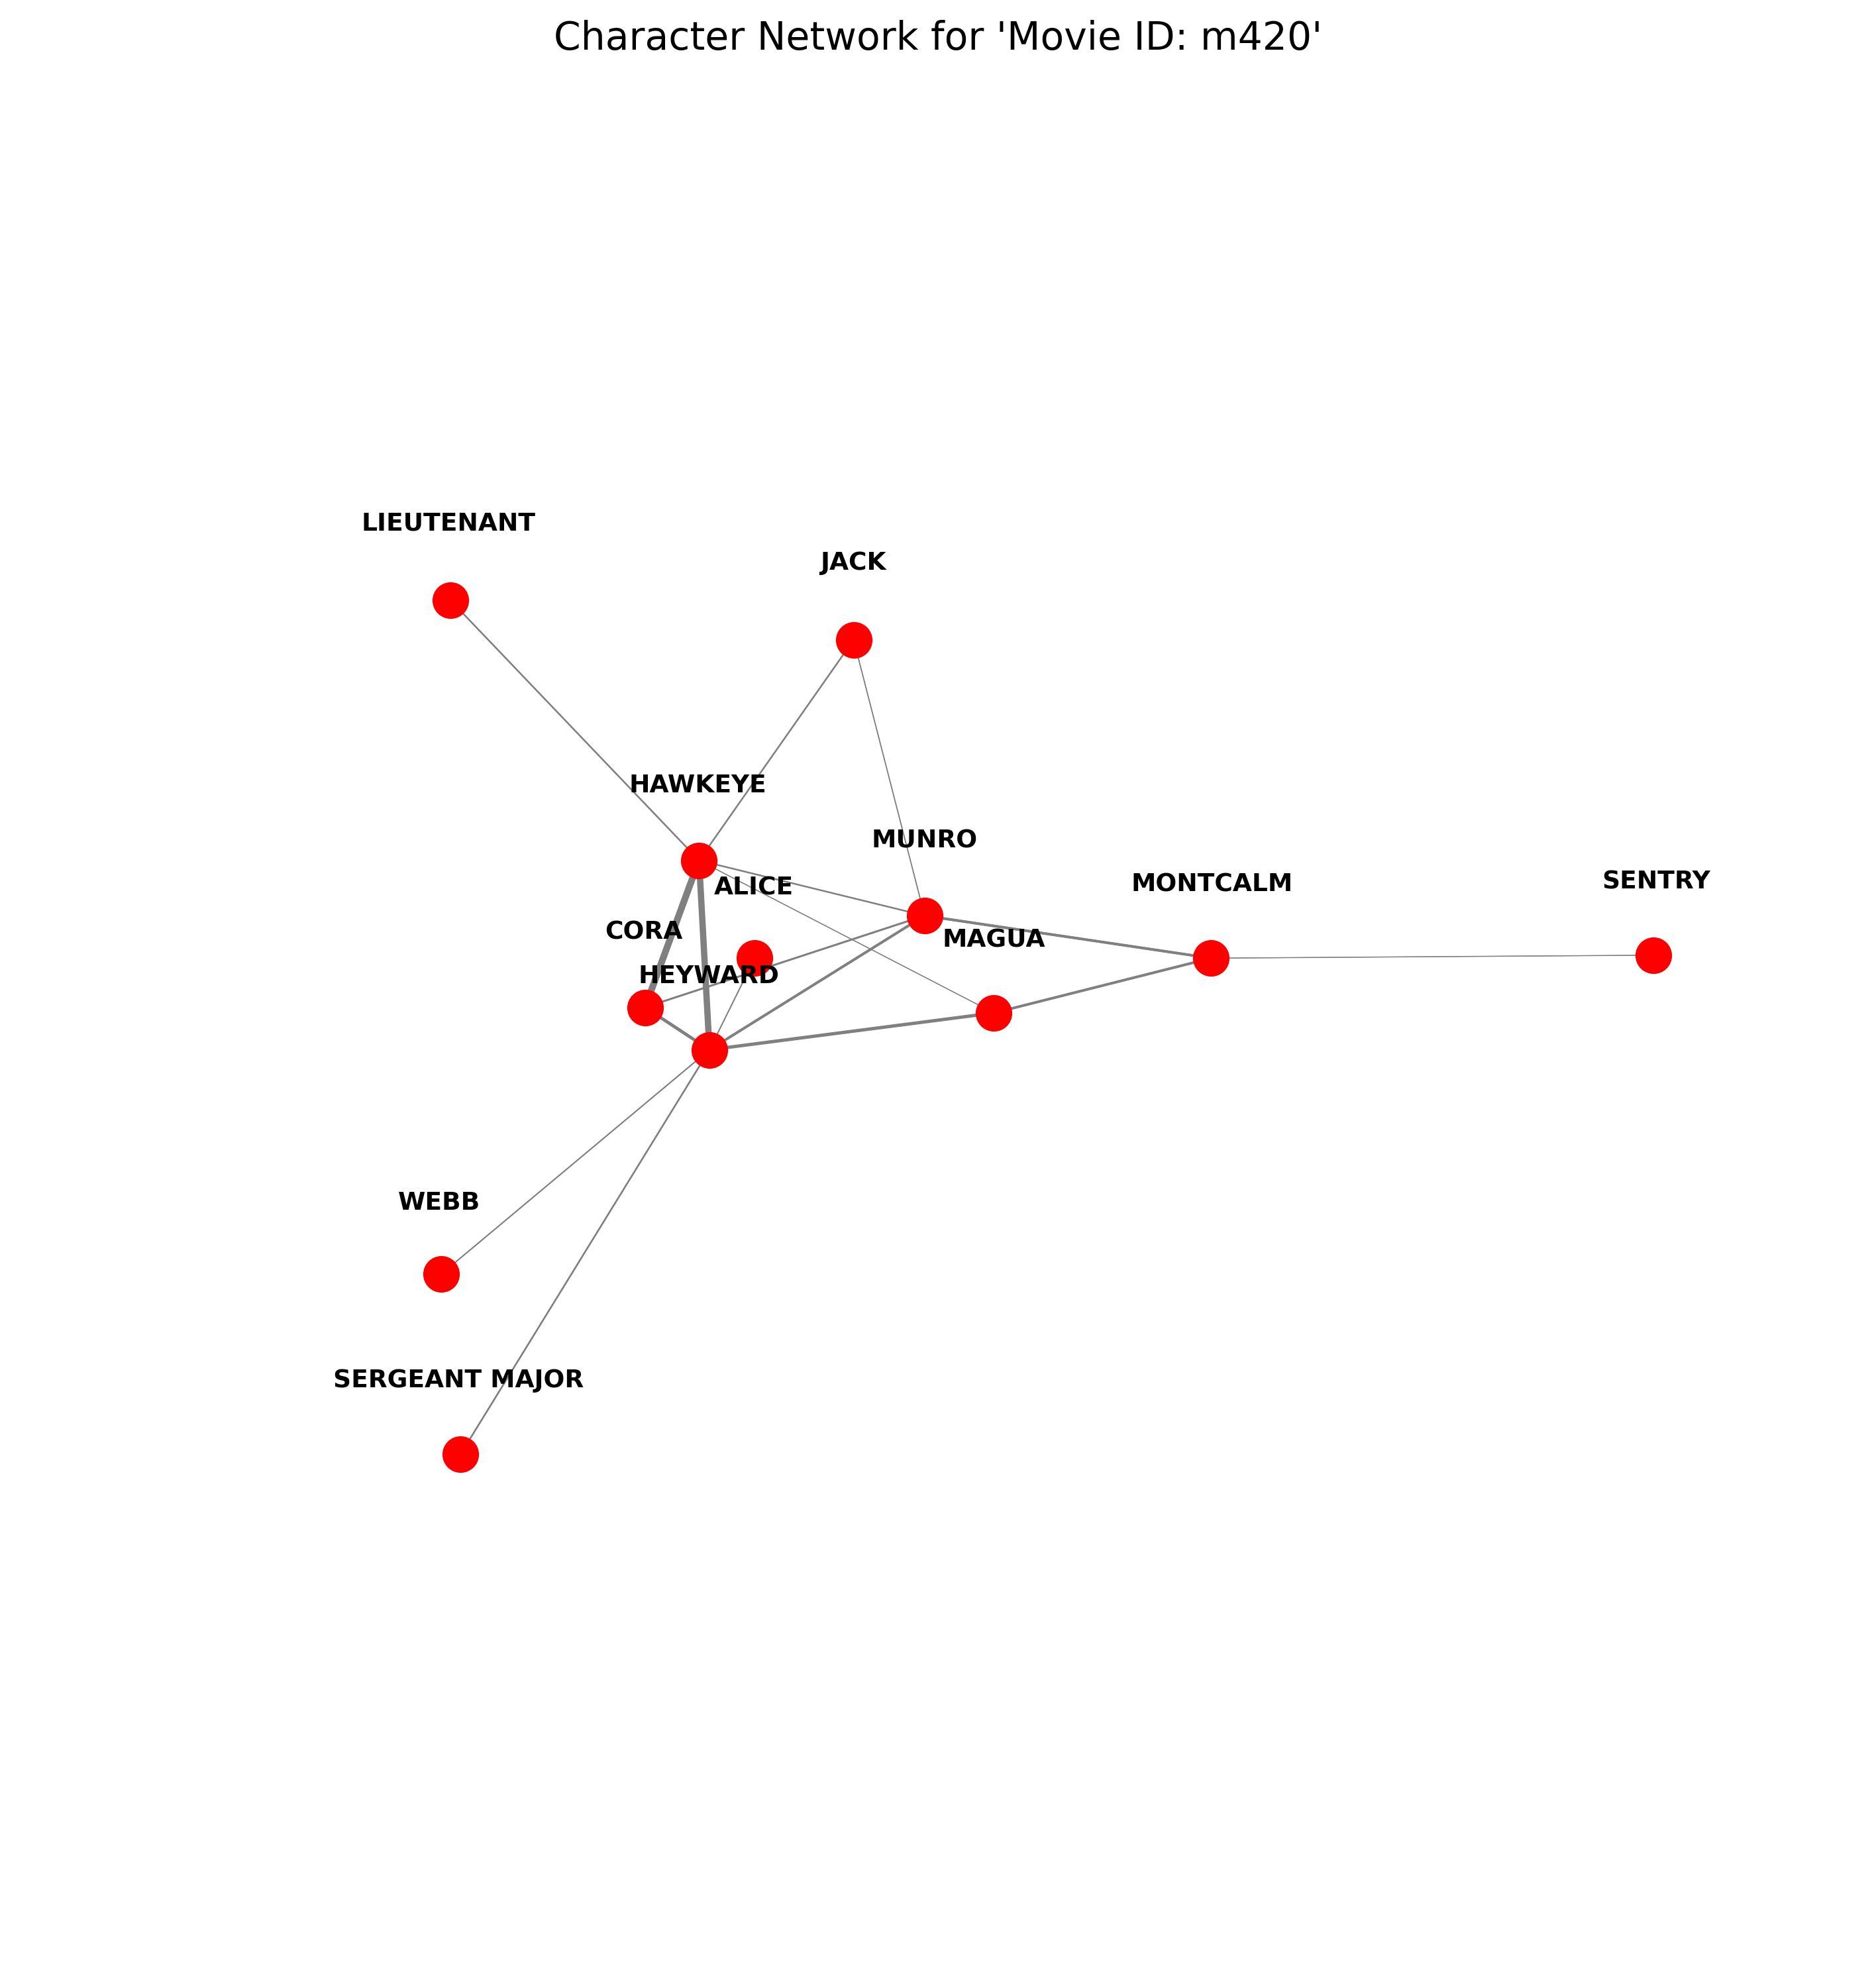 Character Network for 'Movie ID: m420'
LIEUTENANT
JACK
HAWKEYE
MUNRO
ALICE
MONTCALM
SENTRY
CORA
MAGUA
HEYWARD
WEBB
SERGEANT MAJOR